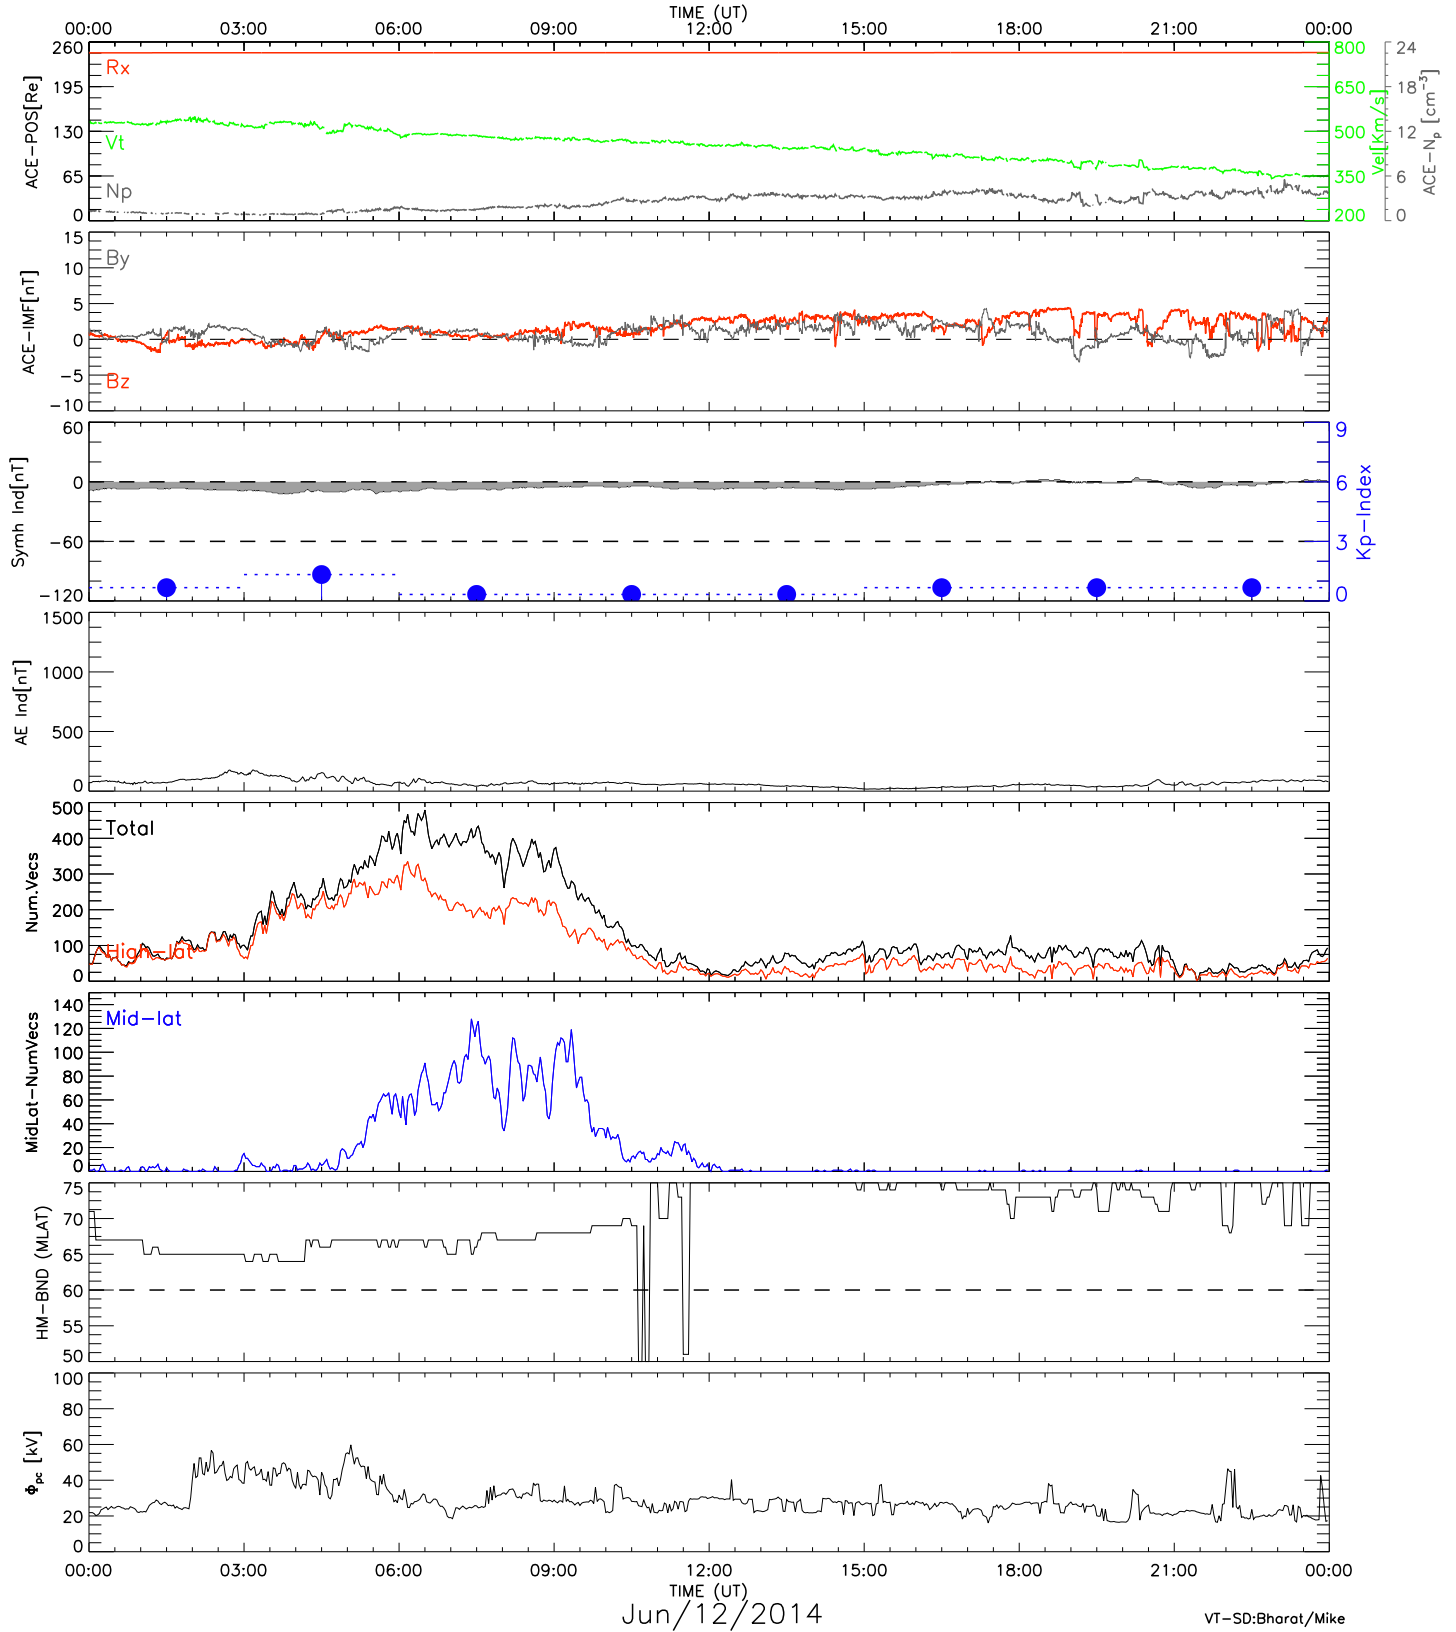 TIME (UT)
00:00 03:00 06:00 09:00 12:00 15:00 18:00 21:00 00:00
ACE-POS[Re]
260
195
130
65
0
Rx
Vt
Np
800
650
500
350
200
Vel[Km/s]
24
18
12
6
0
ACE-Np [cm⁻³]
ACE-IMF[nT]
15
10
5
0
-5
-10
By
Bz
Symh Ind[nT]
60
0
-60
-120
9
6
3
0
Kp-Index
AE Ind[nT]
1500
1000
500
0
Num.Vecs
500
400
300
200
100
0
Total
High-lat
MidLat-NumVecs
140
120
100
80
60
40
20
0
Mid-lat
HM-BND (MLAT)
75
70
65
60
55
50
Φpc [kV]
100
80
60
40
20
0
00:00 03:00 06:00 09:00 12:00 15:00 18:00 21:00 00:00
TIME (UT)
Jun/12/2014
VT-SD:Bharat/Mike